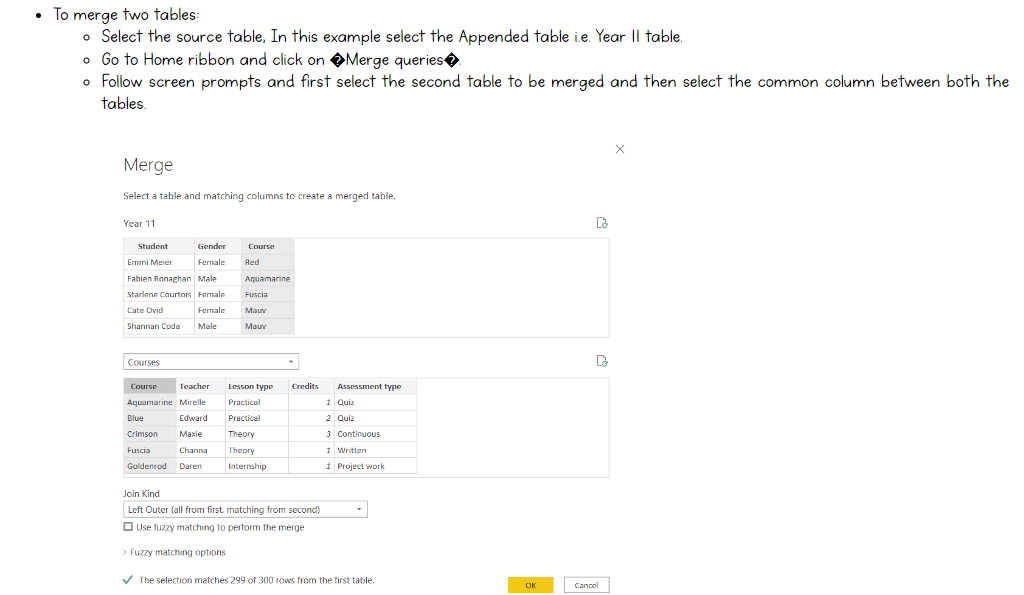 • To merge two tables:
o Select the source table, In this example select the Appended table i.e. Year 11 table.
o Go to Home ribbon and click on �Merge queries�.
o Follow screen prompts and first select the second table to be merged and then select the common column between both the
tables.
Merge
Select a table and matching columns to create a merged table.
Year 11
Student Gender Course
Emmi Meier Female Red
Fabien Ronaghan Male Aquamarine
Starlene Courtois Female Fuscia
Cate Ovid Female Mauv
Shannan Coda Male Mauv
Courses
Course Teacher Lesson type Credits Assessment type
Aquamarine Mirelle Practical 1 Quiz
Blue Edward Practical 2 Quiz
Crimson Maxie Theory 3 Continuous
Fuscia Channa Theory 1 Written
Goldenrod Daren Internship 1 Project work
Join Kind
Left Outer (all from first, matching from second)
Use fuzzy matching to perform the merge
> Fuzzy matching options
✓ The selection matches 299 of 300 rows from the first table.
OK Cancel